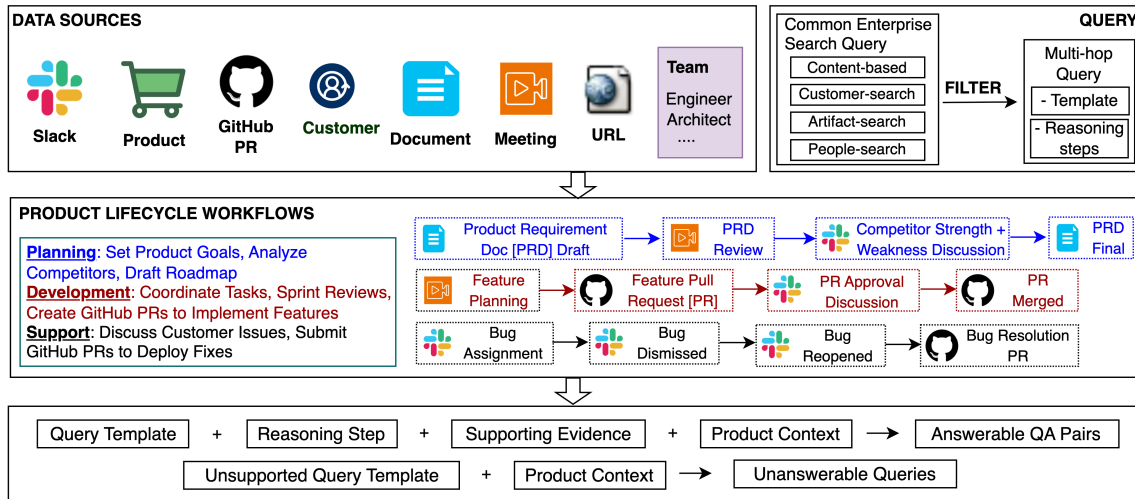 DATA SOURCES
Slack
Product
GitHub
PR
Customer
Document
Meeting
URL
Team
Engineer
Architect
....
QUERY
Common Enterprise
Search Query
Content-based
Customer-search
Artifact-search
People-search
FILTER
Multi-hop
Query
- Template
- Reasoning
steps
PRODUCT LIFECYCLE WORKFLOWS
Planning: Set Product Goals, Analyze
Competitors, Draft Roadmap
Development: Coordinate Tasks, Sprint Reviews,
Create GitHub PRs to Implement Features
Support: Discuss Customer Issues, Submit
GitHub PRs to Deploy Fixes
Product Requirement
Doc [PRD] Draft
PRD
Review
Competitor Strength +
Weakness Discussion
PRD
Final
Feature
Planning
Feature Pull
Request [PR]
PR Approval
Discussion
PR
Merged
Bug
Assignment
Bug
Dismissed
Bug
Reopened
Bug Resolution
PR
Query Template + Reasoning Step + Supporting Evidence + Product Context Answerable QA Pairs
Unsupported Query Template + Product Context Unanswerable Queries